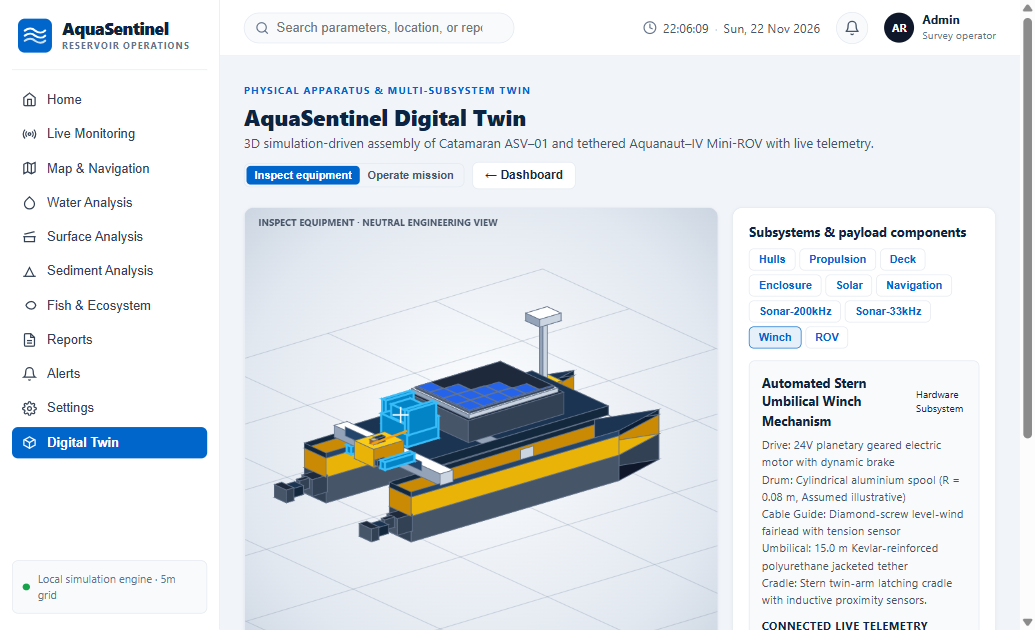 AquaSentinel
RESERVOIR OPERATIONS
Home
Live Monitoring
Map & Navigation
Water Analysis
Surface Analysis
Sediment Analysis
Fish & Ecosystem
Reports
Alerts
Settings
Digital Twin
Local simulation engine · 5m
grid
Search parameters, location, or repo
22:06:09 · Sun, 22 Nov 2026
AR
Admin
Survey operator
PHYSICAL APPARATUS & MULTI-SUBSYSTEM TWIN
AquaSentinel Digital Twin
3D simulation-driven assembly of Catamaran ASV–01 and tethered Aquanaut–IV Mini-ROV with live telemetry.
Inspect equipment Operate mission ← Dashboard
INSPECT EQUIPMENT · NEUTRAL ENGINEERING VIEW
Subsystems & payload components
Hulls Propulsion Deck
Enclosure Solar Navigation
Sonar-200kHz Sonar-33kHz
Winch ROV
Automated Stern
Umbilical Winch
Mechanism
Hardware
Subsystem
Drive: 24V planetary geared electric
motor with dynamic brake
Drum: Cylindrical aluminium spool (R =
0.08 m, Assumed illustrative)
Cable Guide: Diamond-screw level-wind
fairlead with tension sensor
Umbilical: 15.0 m Kevlar-reinforced
polyurethane jacketed tether
Cradle: Stern twin-arm latching cradle
with inductive proximity sensors.
CONNECTED LIVE TELEMETRY